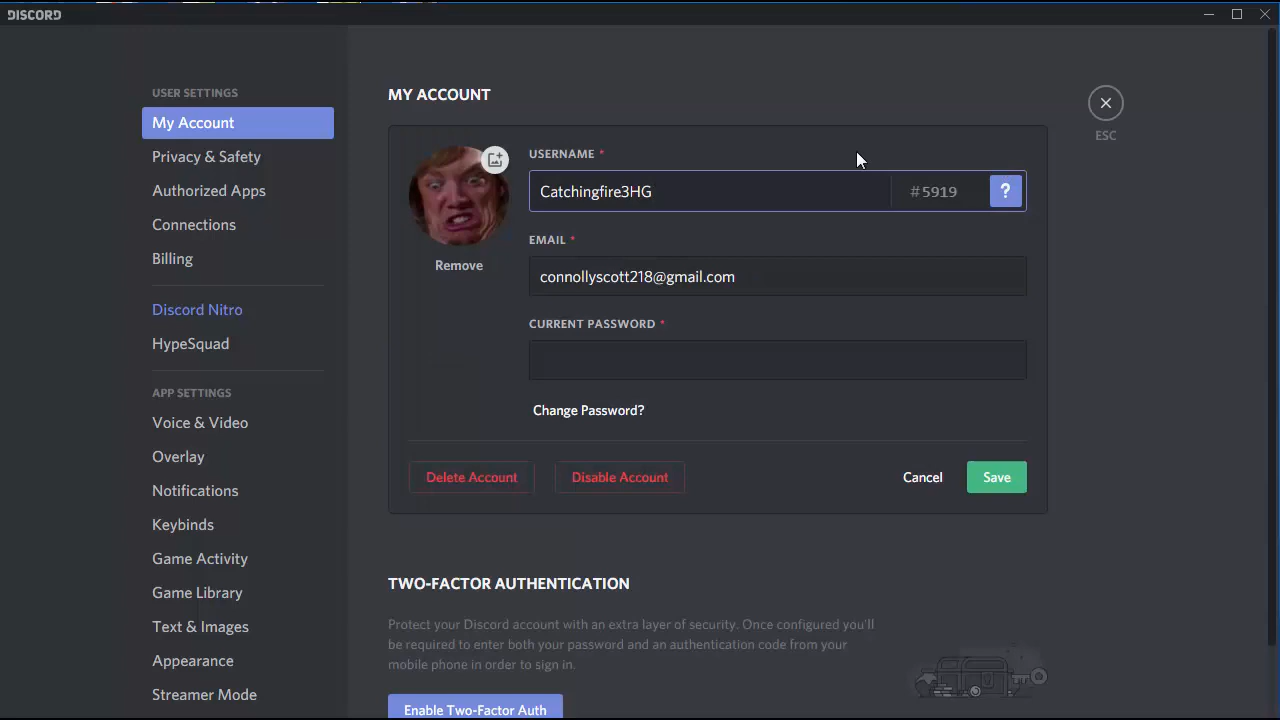 DISCORD
USER SETTINGS
My Account
Privacy & Safety
Authorized Apps
Connections
Billing
Discord Nitro
HypeSquad
APP SETTINGS
Voice & Video
Overlay
Notifications
Keybinds
Game Activity
Game Library
Text & Images
Appearance
Streamer Mode
MY ACCOUNT
Remove
USERNAME *
Catchingfire3HG #5919 ?
EMAIL *
connollyscott218@gmail.com
CURRENT PASSWORD *
Change Password?
Delete Account Disable Account Cancel Save
TWO-FACTOR AUTHENTICATION
Protect your Discord account with an extra layer of security. Once configured you'll
be required to enter both your password and an authentication code from your
mobile phone in order to sign in.
Enable Two-Factor Auth
ESC